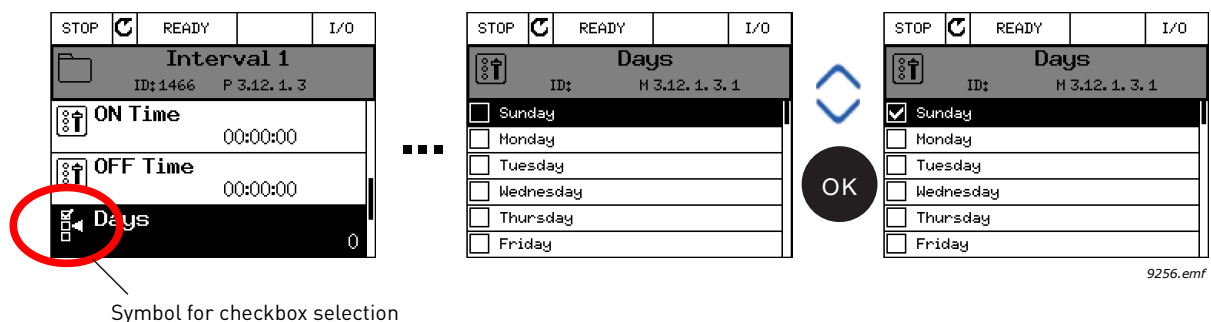 STOP READY I/O
Interval 1
ID:1466 P 3.12.1.3
ON Time
00:00:00
OFF Time
00:00:00
Days
0
Symbol for checkbox selection
STOP READY I/O
Days
ID: M 3.12.1.3.1
Sunday
Monday
Tuesday
Wednesday
Thursday
Friday
OK
STOP READY I/O
Days
ID: M 3.12.1.3.1
Sunday
Monday
Tuesday
Wednesday
Thursday
Friday
9256.emf